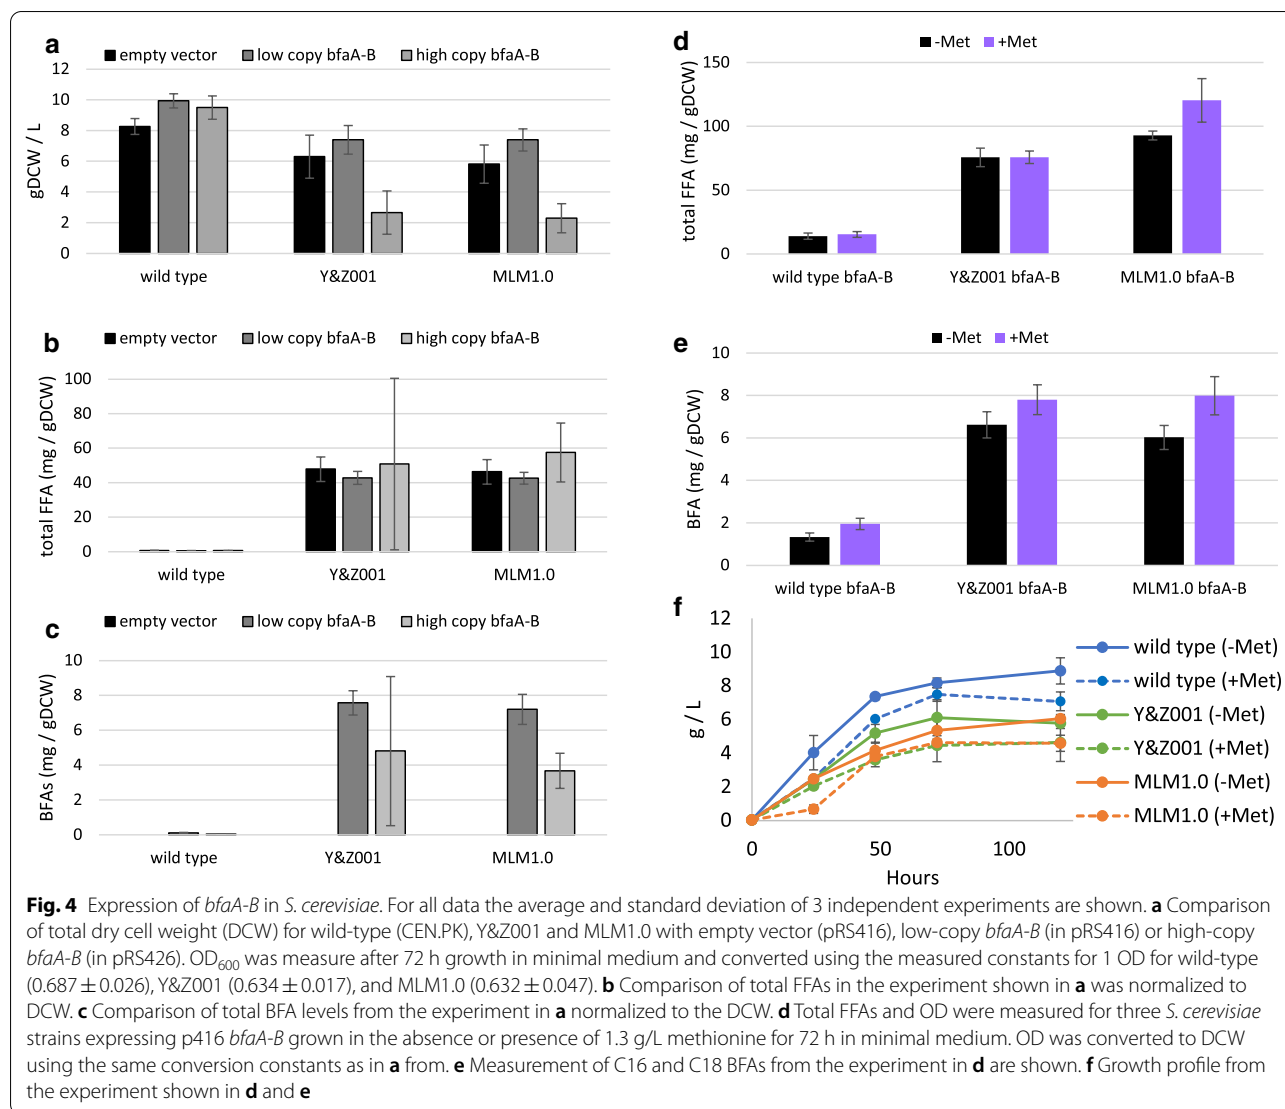 a
empty vector low copy bfaA-B high copy bfaA-B
gDCW / L
12
10
8
6
4
2
0
wild type Y&Z001 MLM1.0
b
empty vector low copy bfaA-B high copy bfaA-B
total FFA (mg / gDCW)
100
80
60
40
20
0
wild type Y&Z001 MLM1.0
c
empty vector low copy bfaA-B high copy bfaA-B
BFAs (mg / gDCW)
10
8
6
4
2
0
wild type Y&Z001 MLM1.0
d
-Met +Met
total FFA (mg / gDCW)
150
100
50
0
wild type bfaA-B Y&Z001 bfaA-B MLM1.0 bfaA-B
e
-Met +Met
BFA (mg / gDCW)
10
8
6
4
2
0
wild type bfaA-B Y&Z001 bfaA-B MLM1.0 bfaA-B
f
g / L
12
10
8
6
4
2
0
0 50 100
Hours
wild type (-Met)
wild type (+Met)
Y&Z001 (-Met)
Y&Z001 (+Met)
MLM1.0 (-Met)
MLM1.0 (+Met)
Fig. 4 Expression of bfaA-B in S. cerevisiae. For all data the average and standard deviation of 3 independent experiments are shown. a Comparison
of total dry cell weight (DCW) for wild-type (CEN.PK), Y&Z001 and MLM1.0 with empty vector (pRS416), low-copy bfaA-B (in pRS416) or high-copy
bfaA-B (in pRS426). OD600 was measure after 72 h growth in minimal medium and converted using the measured constants for 1 OD for wild-type
(0.687 ± 0.026), Y&Z001 (0.634 ± 0.017), and MLM1.0 (0.632 ± 0.047). b Comparison of total FFAs in the experiment shown in a was normalized to
DCW. c Comparison of total BFA levels from the experiment in a normalized to the DCW. d Total FFAs and OD were measured for three S. cerevisiae
strains expressing p416 bfaA-B grown in the absence or presence of 1.3 g/L methionine for 72 h in minimal medium. OD was converted to DCW
using the same conversion constants as in a from. e Measurement of C16 and C18 BFAs from the experiment in d are shown. f Growth profile from
the experiment shown in d and e